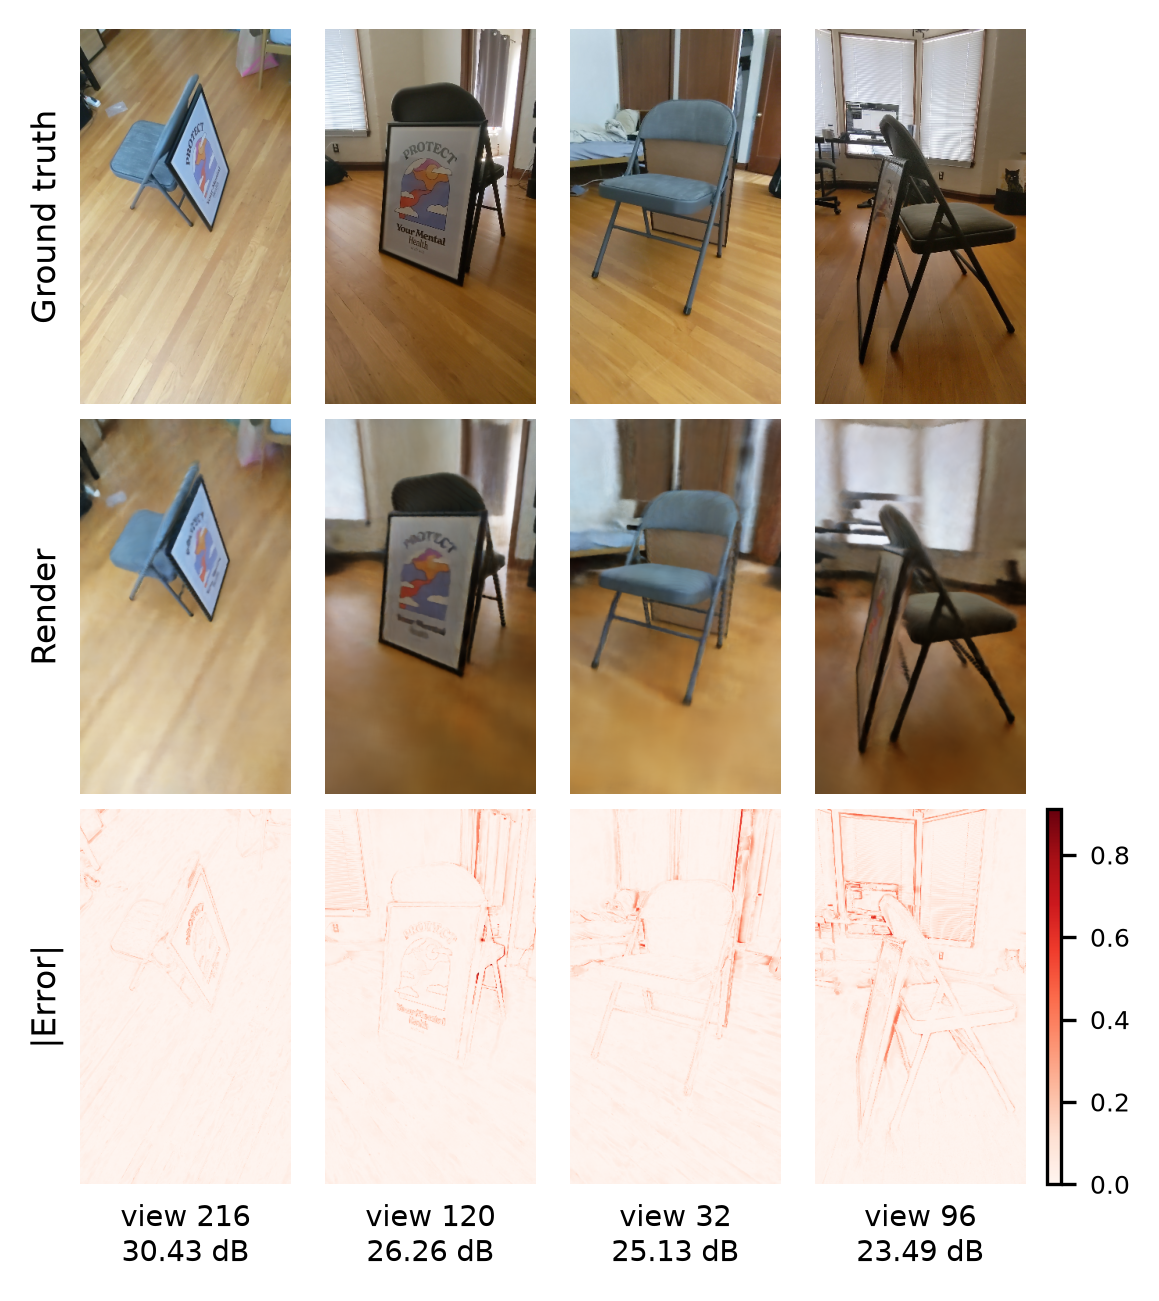 Ground truth
PROTECT
PROTECT
Your Mental
Health
Render
PROTECT
|Error|
0.8
0.6
0.4
0.2
0.0
view 216
30.43 dB
view 120
26.26 dB
view 32
25.13 dB
view 96
23.49 dB